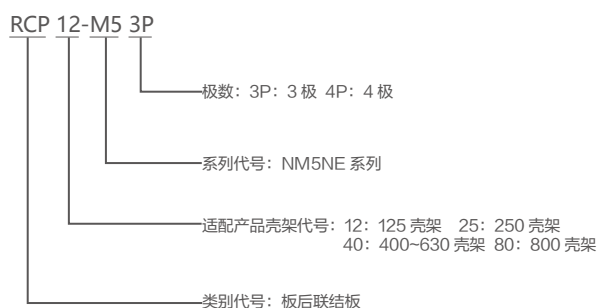 RCP 12-M5 3P
极数：3P：3 极 4P：4 极
系列代号：NM5NE 系列
适配产品壳架代号：12：125 壳架 25：250 壳架
40：400~630 壳架 80：800 壳架
类别代号：板后联结板